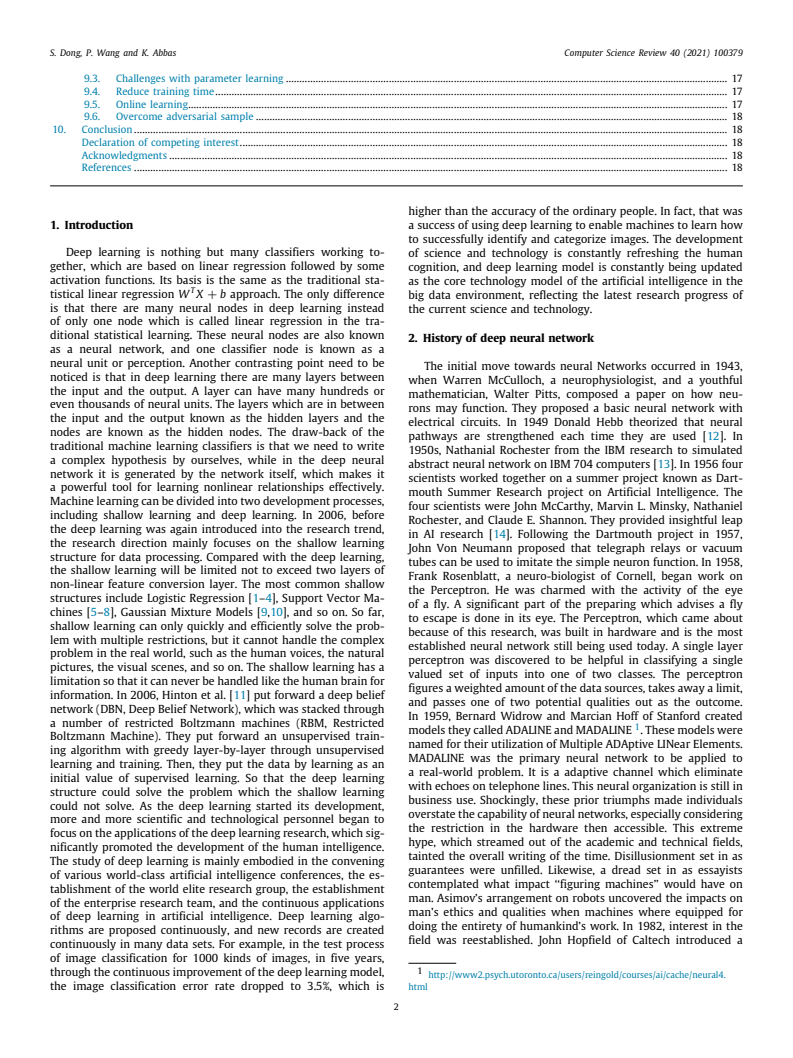 S. Dong, P. Wang and K. Abbas
Computer Science Review 40 (2021) 100379
9.3. Challenges with parameter learning ........ 17
9.4. Reduce training time ........ 17
9.5. Online learning ........ 17
9.6. Overcome adversarial sample ........ 18
10. Conclusion ........ 18
Declaration of competing interest ........ 18
Acknowledgments ........ 18
References ........ 18
1. Introduction
Deep learning is nothing but many classifiers working to-
gether, which are based on linear regression followed by some
activation functions. Its basis is the same as the traditional sta-
tistical linear regression WᵀX + b approach. The only difference
is that there are many neural nodes in deep learning instead
of only one node which is called linear regression in the tra-
ditional statistical learning. These neural nodes are also known
as a neural network, and one classifier node is known as a
neural unit or perception. Another contrasting point need to be
noticed is that in deep learning there are many layers between
the input and the output. A layer can have many hundreds or
even thousands of neural units. The layers which are in between
the input and the output known as the hidden layers and the
nodes are known as the hidden nodes. The draw-back of the
traditional machine learning classifiers is that we need to write
a complex hypothesis by ourselves, while in the deep neural
network it is generated by the network itself, which makes it
a powerful tool for learning nonlinear relationships effectively.
Machine learning can be divided into two development processes,
including shallow learning and deep learning. In 2006, before
the deep learning was again introduced into the research trend,
the research direction mainly focuses on the shallow learning
structure for data processing. Compared with the deep learning,
the shallow learning will be limited not to exceed two layers of
non-linear feature conversion layer. The most common shallow
structures include Logistic Regression [1–4], Support Vector Ma-
chines [5–8], Gaussian Mixture Models [9,10], and so on. So far,
shallow learning can only quickly and efficiently solve the prob-
lem with multiple restrictions, but it cannot handle the complex
problem in the real world, such as the human voices, the natural
pictures, the visual scenes, and so on. The shallow learning has a
limitation so that it can never be handled like the human brain for
information. In 2006, Hinton et al. [11] put forward a deep belief
network (DBN, Deep Belief Network), which was stacked through
a number of restricted Boltzmann machines (RBM, Restricted
Boltzmann Machine). They put forward an unsupervised train-
ing algorithm with greedy layer-by-layer through unsupervised
learning and training. Then, they put the data by learning as an
initial value of supervised learning. So that the deep learning
structure could solve the problem which the shallow learning
could not solve. As the deep learning started its development,
more and more scientific and technological personnel began to
focus on the applications of the deep learning research, which sig-
nificantly promoted the development of the human intelligence.
The study of deep learning is mainly embodied in the convening
of various world-class artificial intelligence conferences, the es-
tablishment of the world elite research group, the establishment
of the enterprise research team, and the continuous applications
of deep learning in artificial intelligence. Deep learning algo-
rithms are proposed continuously, and new records are created
continuously in many data sets. For example, in the test process
of image classification for 1000 kinds of images, in five years,
through the continuous improvement of the deep learning model,
the image classification error rate dropped to 3.5%, which is
higher than the accuracy of the ordinary people. In fact, that was
a success of using deep learning to enable machines to learn how
to successfully identify and categorize images. The development
of science and technology is constantly refreshing the human
cognition, and deep learning model is constantly being updated
as the core technology model of the artificial intelligence in the
big data environment, reflecting the latest research progress of
the current science and technology.
2. History of deep neural network
The initial move towards neural Networks occurred in 1943,
when Warren McCulloch, a neurophysiologist, and a youthful
mathematician, Walter Pitts, composed a paper on how neu-
rons may function. They proposed a basic neural network with
electrical circuits. In 1949 Donald Hebb theorized that neural
pathways are strengthened each time they are used [12]. In
1950s, Nathanial Rochester from the IBM research to simulated
abstract neural network on IBM 704 computers [13]. In 1956 four
scientists worked together on a summer project known as Dart-
mouth Summer Research project on Artificial Intelligence. The
four scientists were John McCarthy, Marvin L. Minsky, Nathaniel
Rochester, and Claude E. Shannon. They provided insightful leap
in AI research [14]. Following the Dartmouth project in 1957,
John Von Neumann proposed that telegraph relays or vacuum
tubes can be used to imitate the simple neuron function. In 1958,
Frank Rosenblatt, a neuro-biologist of Cornell, began work on
the Perceptron. He was charmed with the activity of the eye
of a fly. A significant part of the preparing which advises a fly
to escape is done in its eye. The Perceptron, which came about
because of this research, was built in hardware and is the most
established neural network still being used today. A single layer
perceptron was discovered to be helpful in classifying a single
valued set of inputs into one of two classes. The perceptron
figures a weighted amount of the data sources, takes away a limit,
and passes one of two potential qualities out as the outcome.
In 1959, Bernard Widrow and Marcian Hoff of Stanford created
models they called ADALINE and MADALINE ¹. These models were
named for their utilization of Multiple ADAptive LINear Elements.
MADALINE was the primary neural network to be applied to
a real-world problem. It is a adaptive channel which eliminate
with echoes on telephone lines. This neural organization is still in
business use. Shockingly, these prior triumphs made individuals
overstate the capability of neural networks, especially considering
the restriction in the hardware then accessible. This extreme
hype, which streamed out of the academic and technical fields,
tainted the overall writing of the time. Disillusionment set in as
guarantees were unfilled. Likewise, a dread set in as essayists
contemplated what impact “figuring machines” would have on
man. Asimov’s arrangement on robots uncovered the impacts on
man’s ethics and qualities when machines where equipped for
doing the entirety of humankind’s work. In 1982, interest in the
field was reestablished. John Hopfield of Caltech introduced a
1 http://www2.psych.utoronto.ca/users/reingold/courses/ai/cache/neural4.
html
2